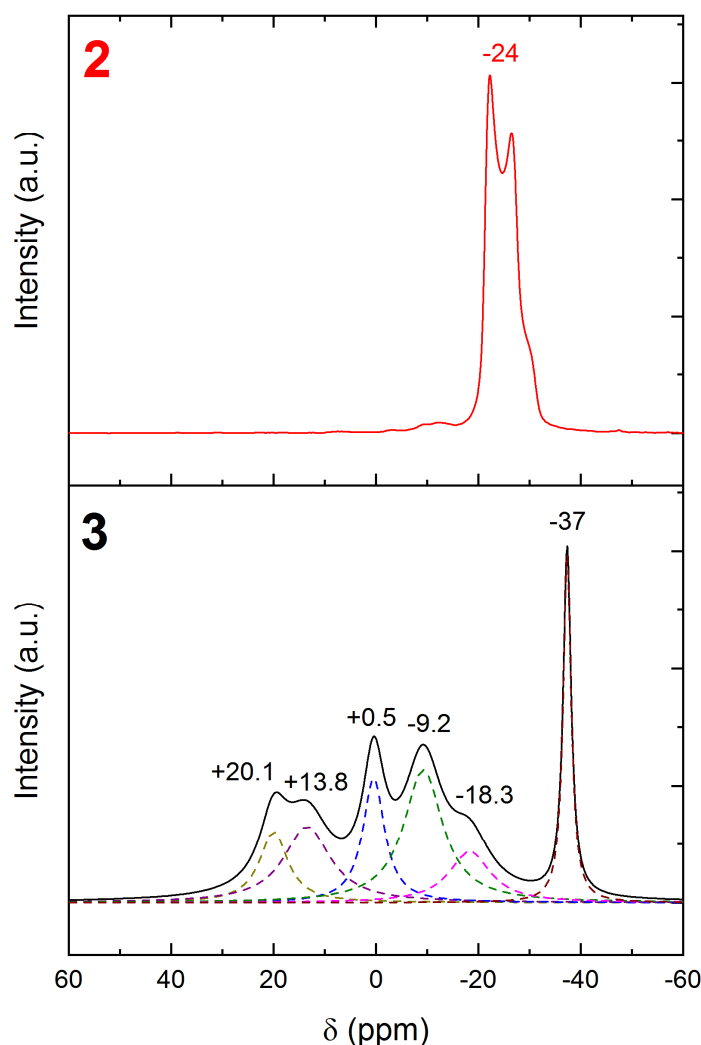 2
-24
Intensity (a.u.)
3
-37
+0.5
-9.2
+20.1
+13.8
-18.3
Intensity (a.u.)
60 40 20 0 -20 -40 -60
δ (ppm)